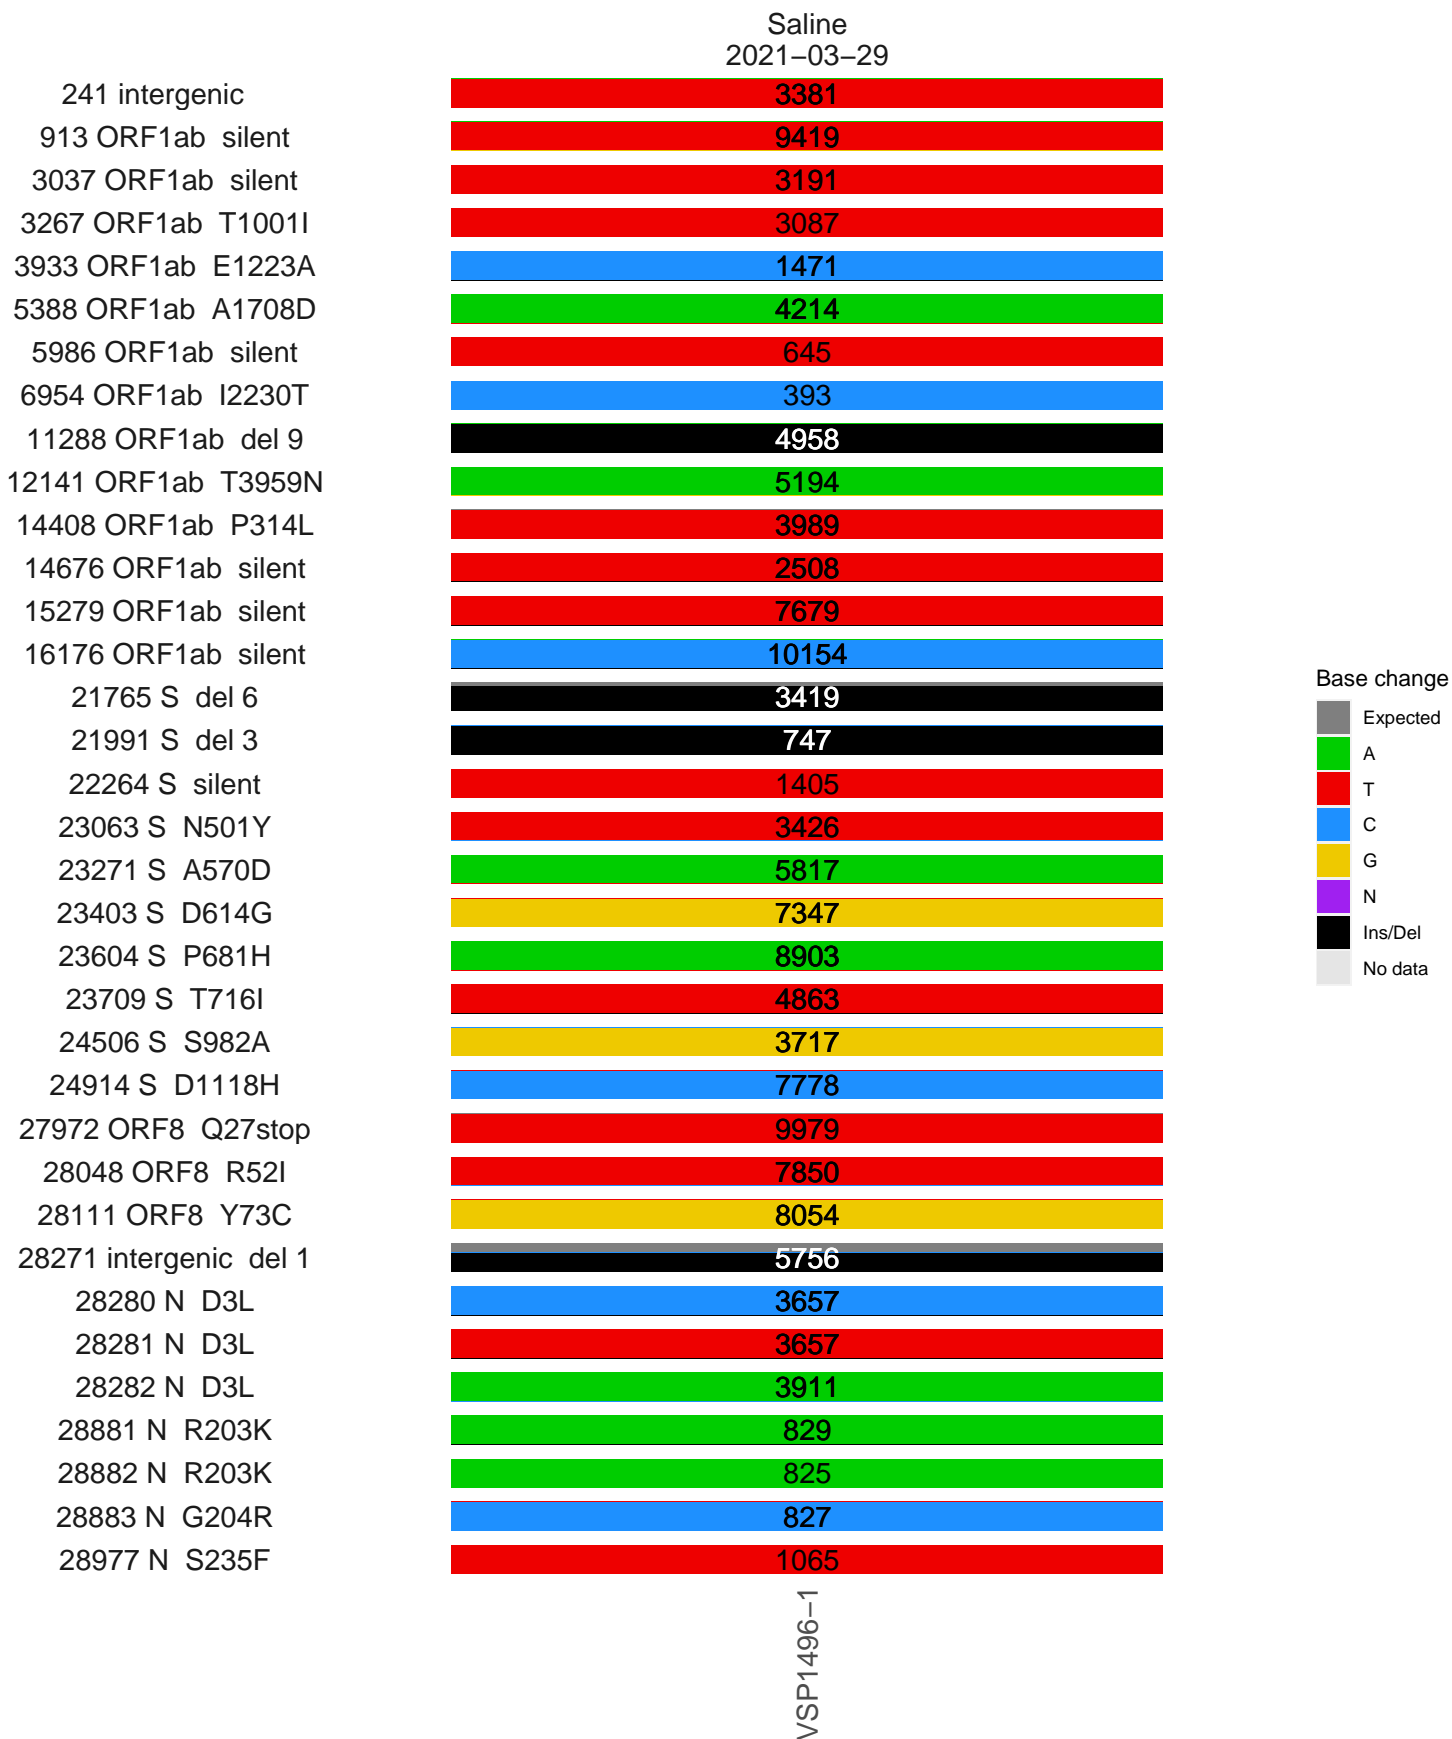 Saline
2021−03−29
241 intergenic 3381
913 ORF1ab silent 9419
3037 ORF1ab silent 3191
3267 ORF1ab T1001I 3087
3933 ORF1ab E1223A 1471
5388 ORF1ab A1708D 4214
5986 ORF1ab silent 645
6954 ORF1ab I2230T 393
11288 ORF1ab del 9 4958
12141 ORF1ab T3959N 5194
14408 ORF1ab P314L 3989
14676 ORF1ab silent 2508
15279 ORF1ab silent 7679
16176 ORF1ab silent 10154
21765 S del 6 3419
21991 S del 3 747
22264 S silent 1405
23063 S N501Y 3426
23271 S A570D 5817
23403 S D614G 7347
23604 S P681H 8903
23709 S T716I 4863
24506 S S982A 3717
24914 S D1118H 7778
27972 ORF8 Q27stop 9979
28048 ORF8 R52I 7850
28111 ORF8 Y73C 8054
28271 intergenic del 1 5756
28280 N D3L 3657
28281 N D3L 3657
28282 N D3L 3911
28881 N R203K 829
28882 N R203K 825
28883 N G204R 827
28977 N S235F 1065
VSP1496−1
Base change
Expected
A
T
C
G
N
Ins/Del
No data